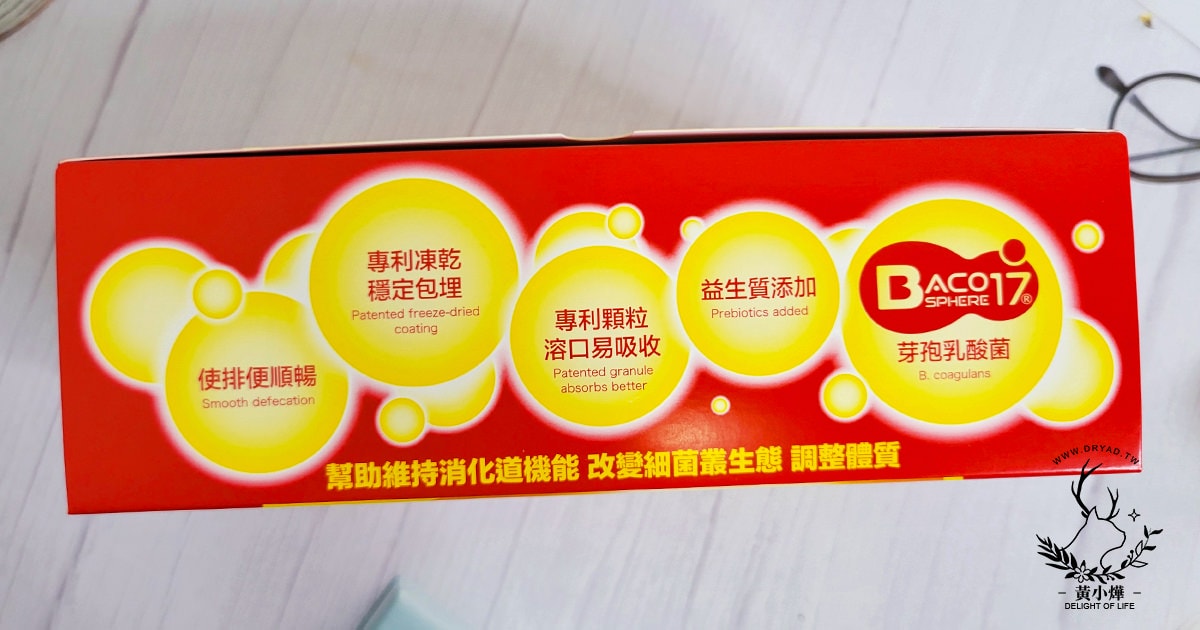 使排便順暢
Smooth defecation
專利凍乾
穩定包埋
Patented freeze-dried
coating
專利顆粒
溶口易吸收
Patented granule
absorbs better
益生質添加
Prebiotics added
BACO
SPHERE 17®
芽孢乳酸菌
B. coagulans
幫助維持消化道機能 改變細菌叢生態 調整體質
WWW.DRYAD.TW
- 黃小燁 -
DELIGHT OF LIFE